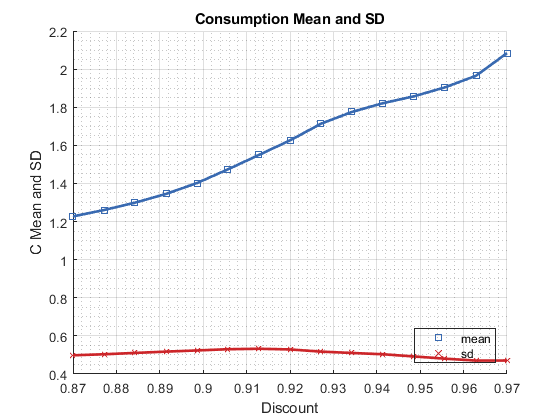 Consumption Mean and SD
2.2
2
1.8
1.6
1.4
1.2
1
0.8
0.6
0.4
C Mean and SD
mean
sd
0.87 0.88 0.89 0.9 0.91 0.92 0.93 0.94 0.95 0.96 0.97
Discount